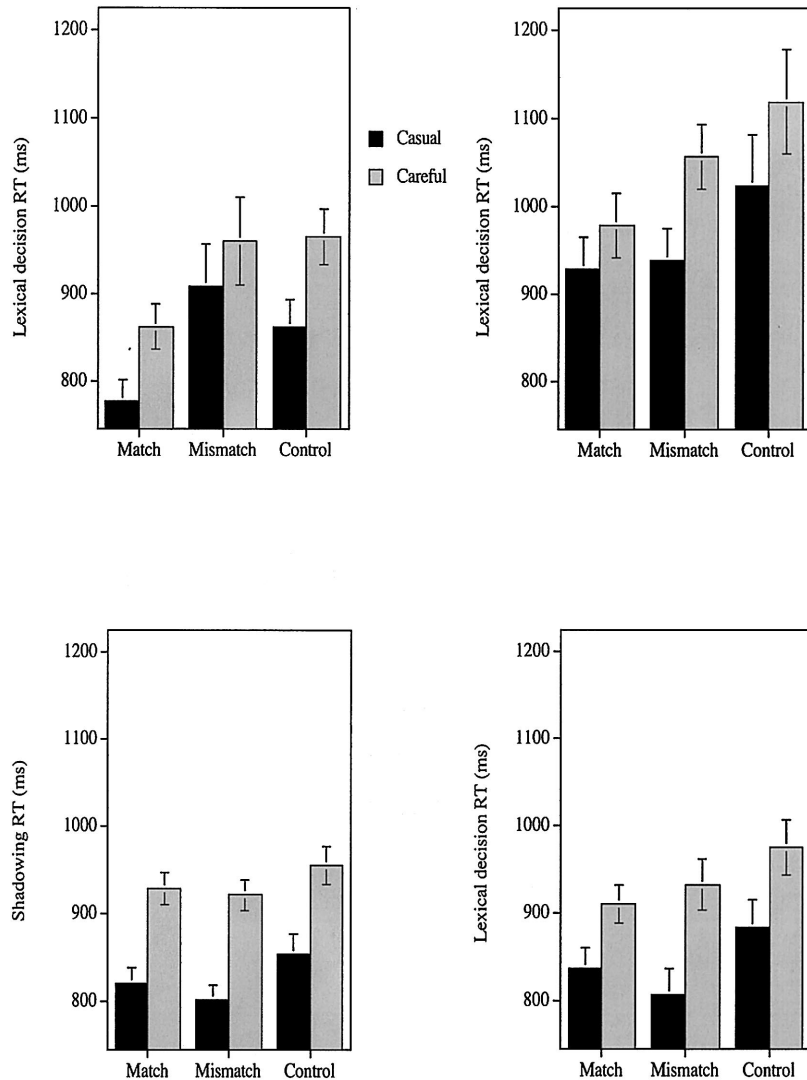 1200
1100
1000
900
800
Lexical decision RT (ms)
Match Mismatch Control
Casual
Careful
1200
1100
1000
900
800
Lexical decision RT (ms)
Match Mismatch Control
1200
1100
1000
900
800
Shadowing RT (ms)
Match Mismatch Control
1200
1100
1000
900
800
Lexical decision RT (ms)
Match Mismatch Control